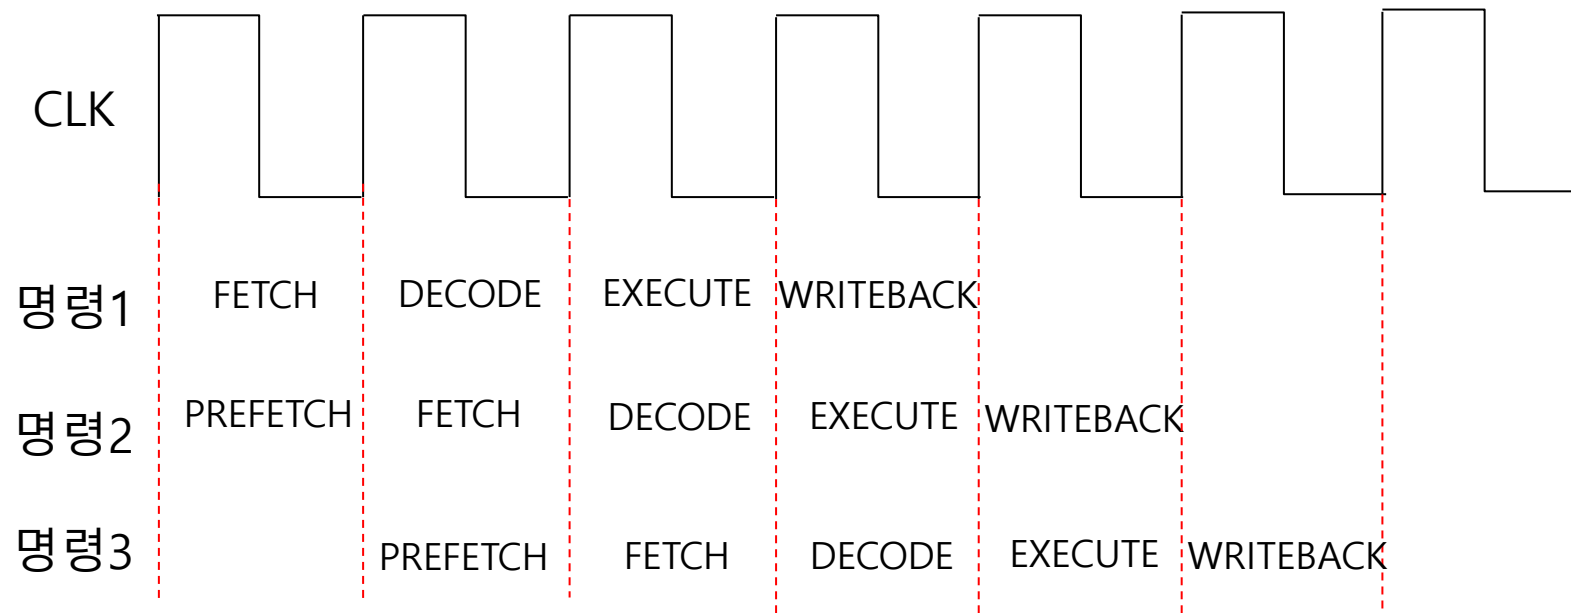 CLK
명령1 FETCH DECODE EXECUTE WRITEBACK
명령2 PREFETCH FETCH DECODE EXECUTE WRITEBACK
명령3 PREFETCH FETCH DECODE EXECUTE WRITEBACK